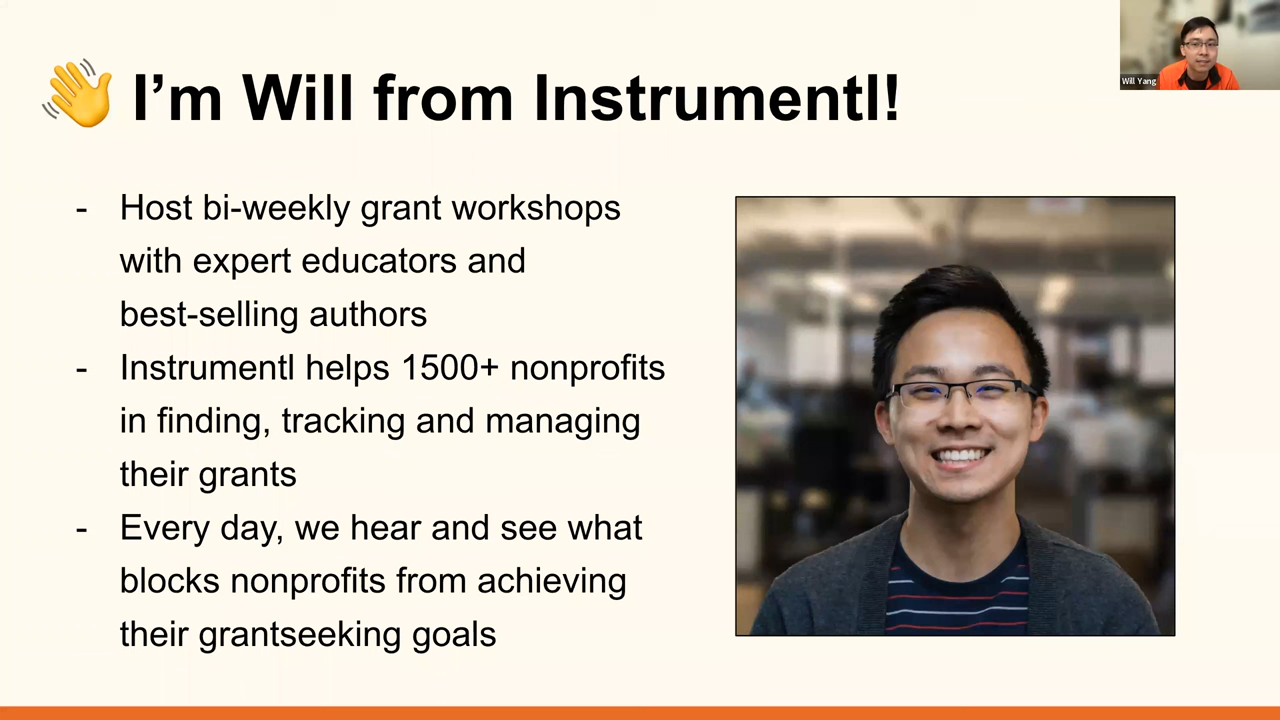 👋 I’m Will from Instrumentl!
Will Yang
- Host bi-weekly grant workshops
with expert educators and
best-selling authors
- Instrumentl helps 1500+ nonprofits
in finding, tracking and managing
their grants
- Every day, we hear and see what
blocks nonprofits from achieving
their grantseeking goals